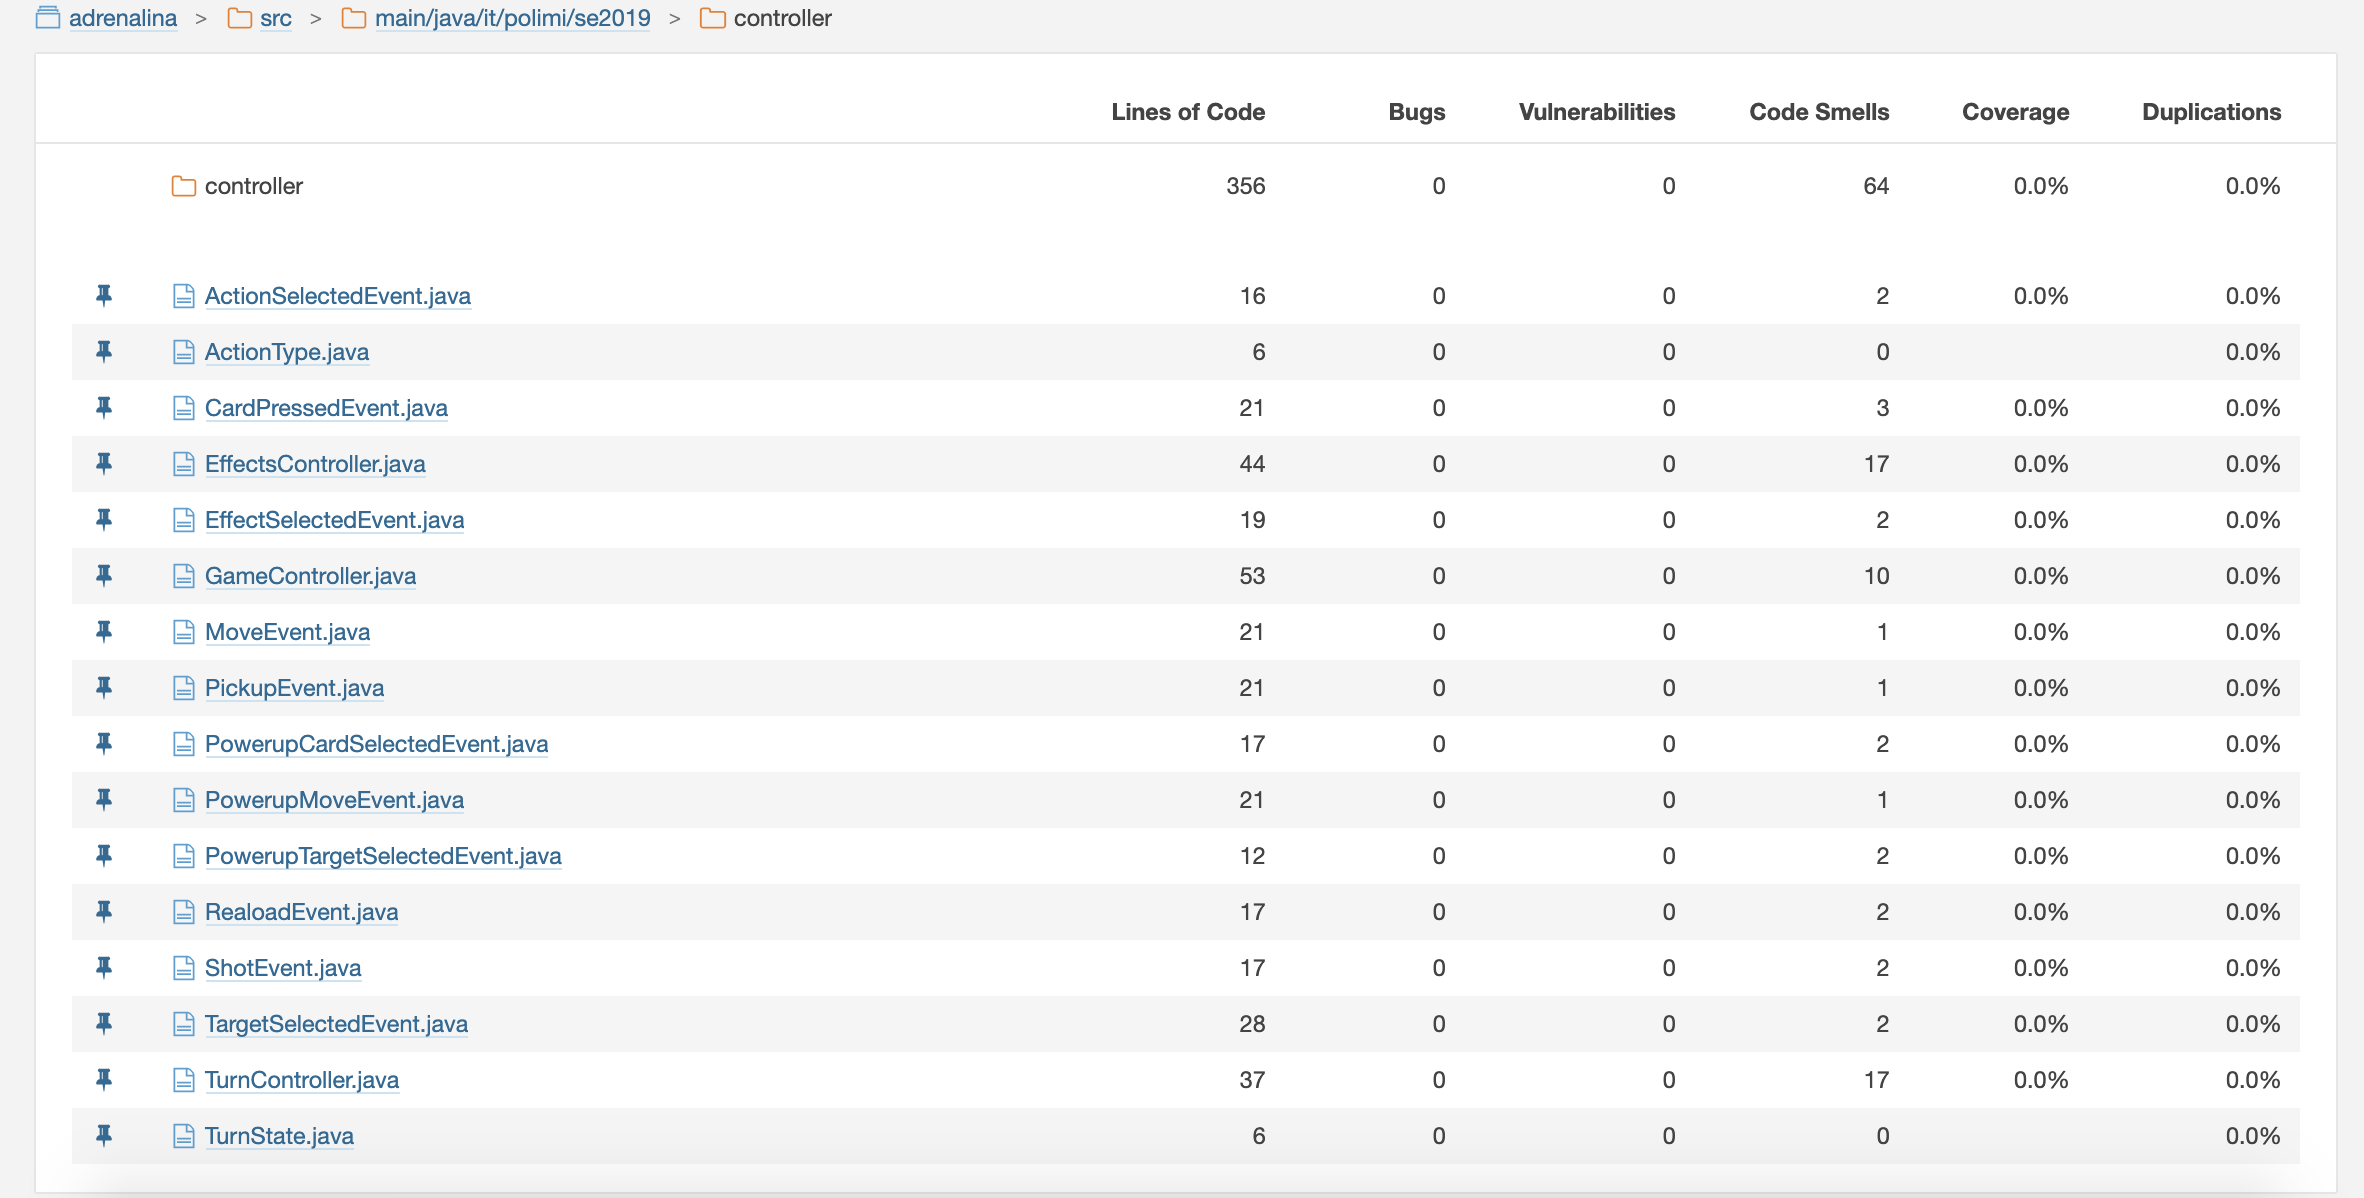 adrenalina > src > main/java/it/polimi/se2019 > controller
Lines of Code Bugs Vulnerabilities Code Smells Coverage Duplications
controller 356 0 0 64 0.0% 0.0%
ActionSelectedEvent.java 16 0 0 2 0.0% 0.0%
ActionType.java 6 0 0 0 0.0%
CardPressedEvent.java 21 0 0 3 0.0% 0.0%
EffectsController.java 44 0 0 17 0.0% 0.0%
EffectSelectedEvent.java 19 0 0 2 0.0% 0.0%
GameController.java 53 0 0 10 0.0% 0.0%
MoveEvent.java 21 0 0 1 0.0% 0.0%
PickupEvent.java 21 0 0 1 0.0% 0.0%
PowerupCardSelectedEvent.java 17 0 0 2 0.0% 0.0%
PowerupMoveEvent.java 21 0 0 1 0.0% 0.0%
PowerupTargetSelectedEvent.java 12 0 0 2 0.0% 0.0%
RealoadEvent.java 17 0 0 2 0.0% 0.0%
ShotEvent.java 17 0 0 2 0.0% 0.0%
TargetSelectedEvent.java 28 0 0 2 0.0% 0.0%
TurnController.java 37 0 0 17 0.0% 0.0%
TurnState.java 6 0 0 0 0.0%